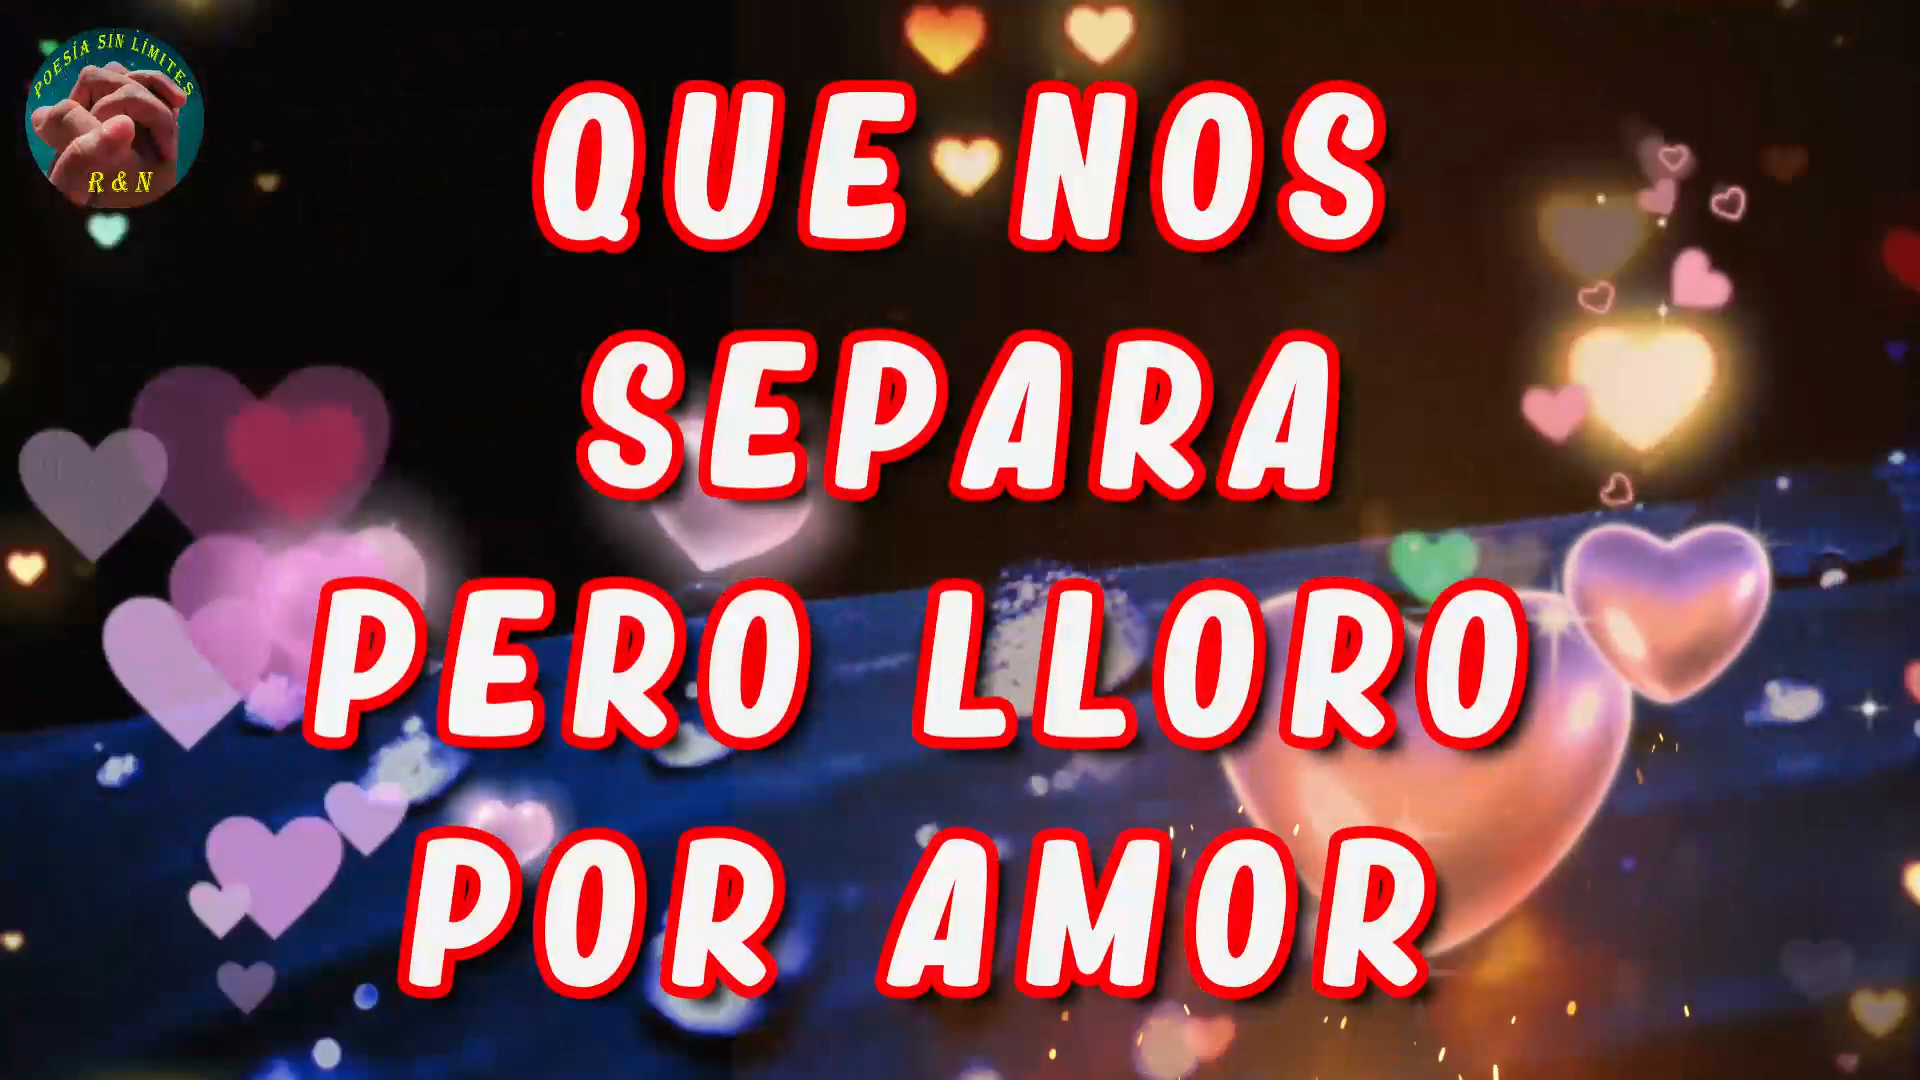 POESÍA SIN LÍMITES
R & N
QUE NOS
SEPARA
PERO LLORO
POR AMOR